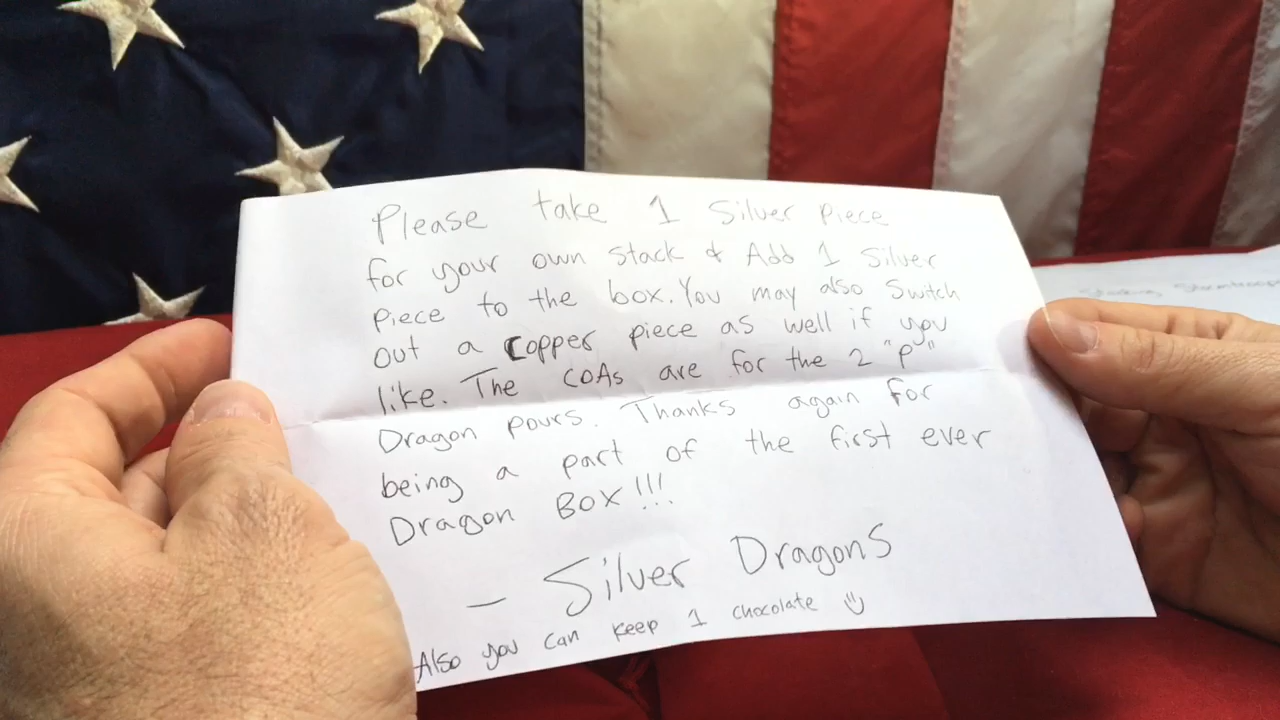 Please take 1 Silver Piece
for your own stack & Add 1 Silver
Piece to the box. You may also Switch
out a Copper piece as well if you
like. The COAs are for the 2 "P"
Dragon pours. Thanks again for
being a part of the first ever
Dragon BOX!!!
— Silver Dragons
Also you can keep 1 chocolate